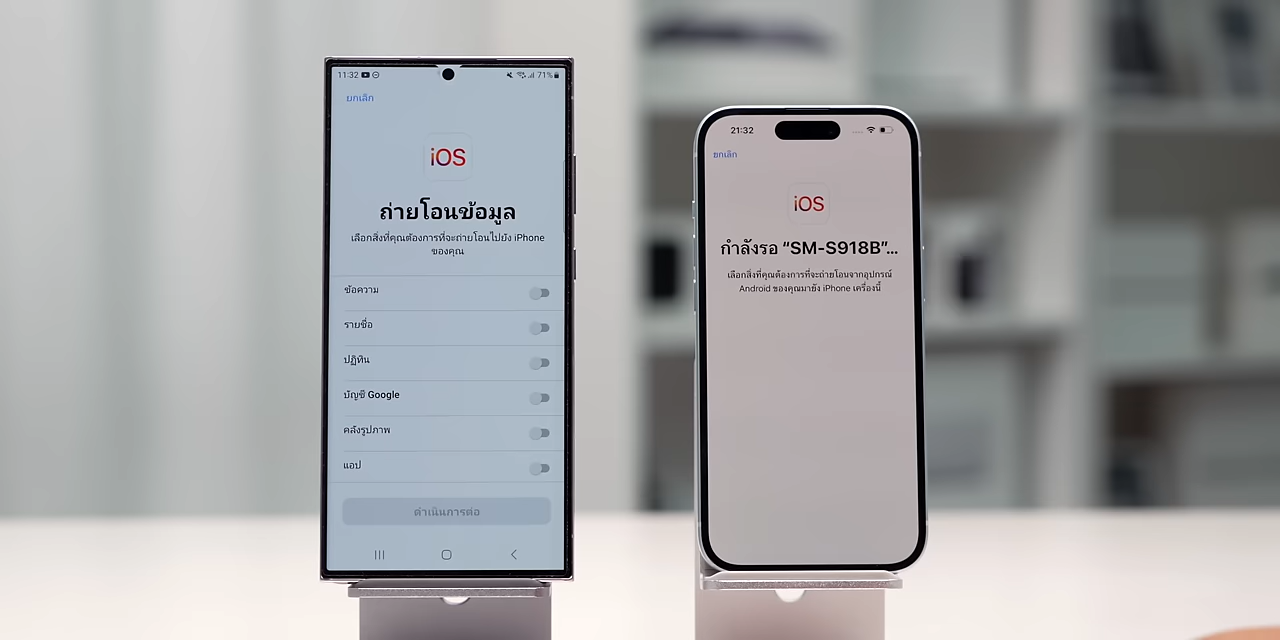 11:32
71%
ยกเลิก
iOS
ถ่ายโอนข้อมูล
เลือกสิ่งที่คุณต้องการที่จะถ่ายโอนไปยัง iPhone
ของคุณ
ข้อความ
รายชื่อ
ปฏิทิน
บัญชี Google
คลังรูปภาพ
แอป
ดำเนินการต่อ
21:32
ยกเลิก
iOS
กำลังรอ “SM-S918B”...
เลือกสิ่งที่คุณต้องการที่จะถ่ายโอนจากอุปกรณ์
Android ของคุณมายัง iPhone เครื่องนี้